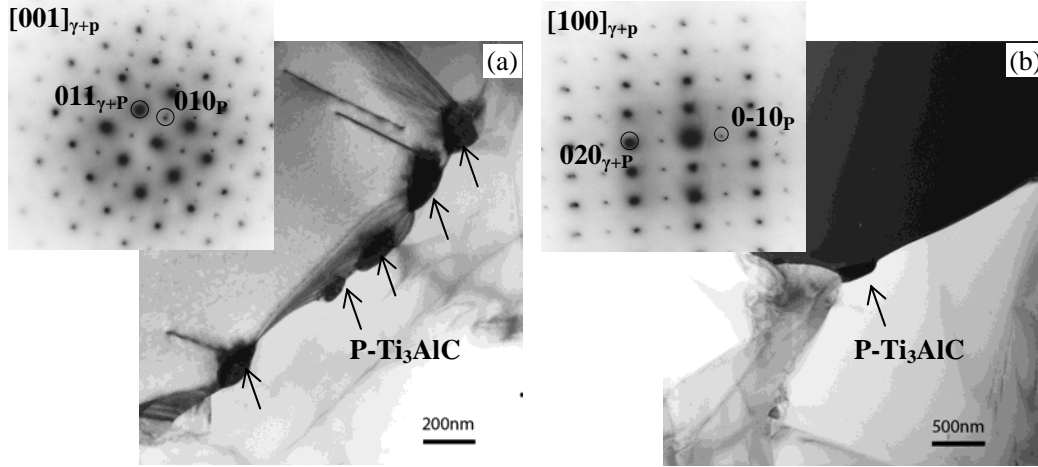 [001]γ+p
(a)
011γ+P
010P
P-Ti₃AlC
200nm
[100]γ+p
(b)
020γ+P
0-10P
P-Ti₃AlC
500nm